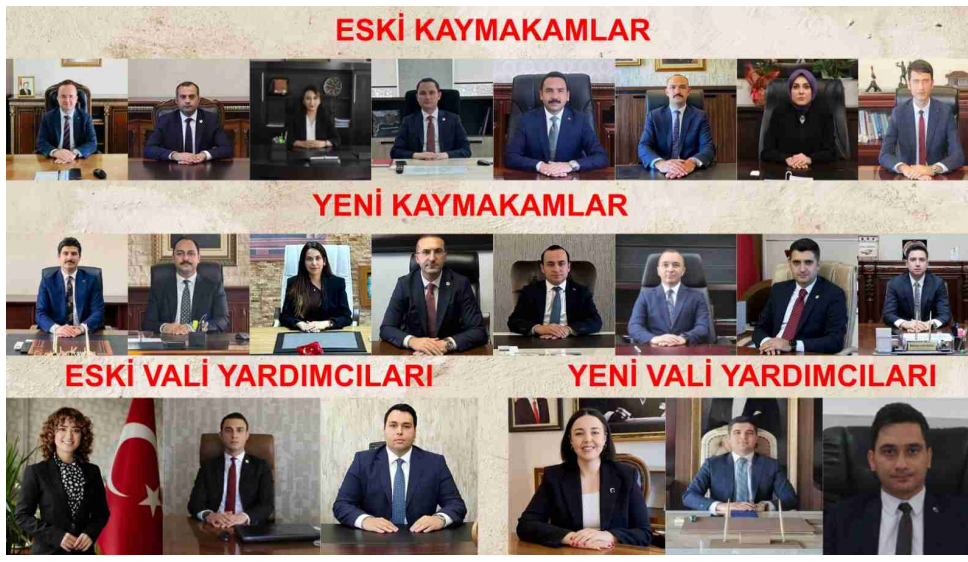 ESKİ KAYMAKAMLAR
YENİ KAYMAKAMLAR
ESKİ VALİ YARDIMCILARI
YENİ VALİ YARDIMCILARI